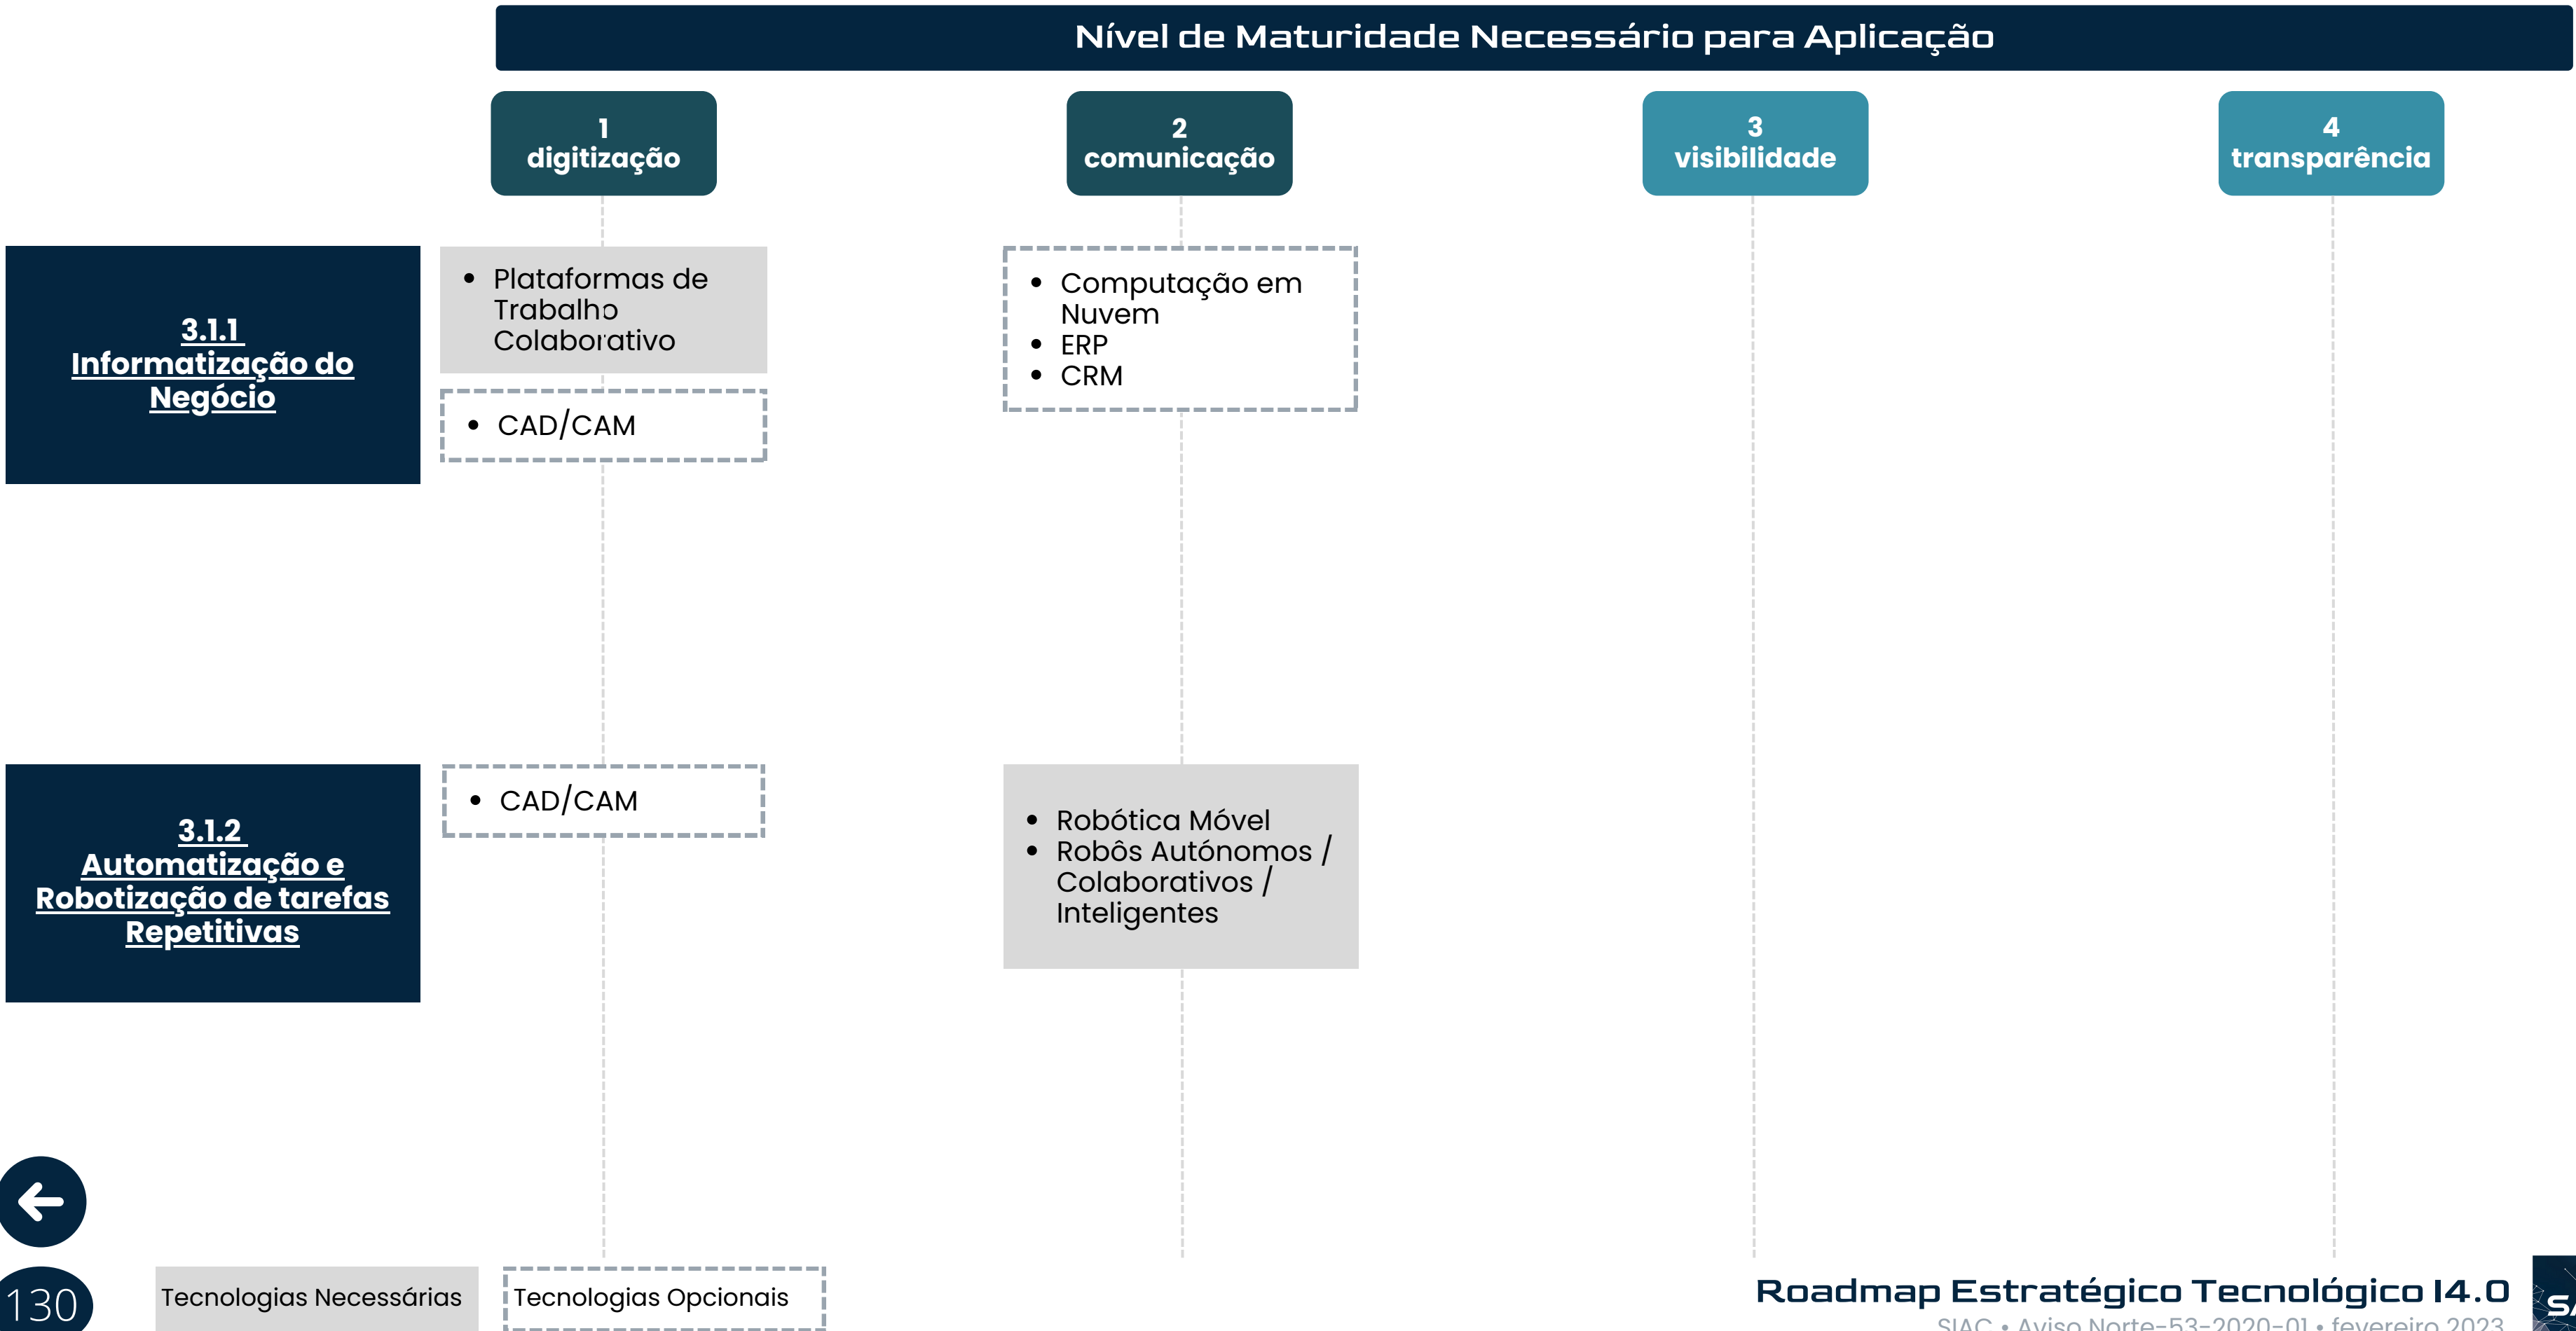 Nível de Maturidade Necessário para Aplicação
1
digitização
2
comunicação
3
visibilidade
4
transparência
3.1.1
Informatização do
Negócio
• Plataformas de
Trabalho
Colaborativo
• CAD/CAM
• Computação em
Nuvem
• ERP
• CRM
3.1.2
Automatização e
Robotização de tarefas
Repetitivas
• CAD/CAM
• Robótica Móvel
• Robôs Autónomos /
Colaborativos /
Inteligentes
130
Tecnologias Necessárias
Tecnologias Opcionais
Roadmap Estratégico Tecnológico I4.0
SIAC • Aviso Norte-53-2020-01 • fevereiro 2023